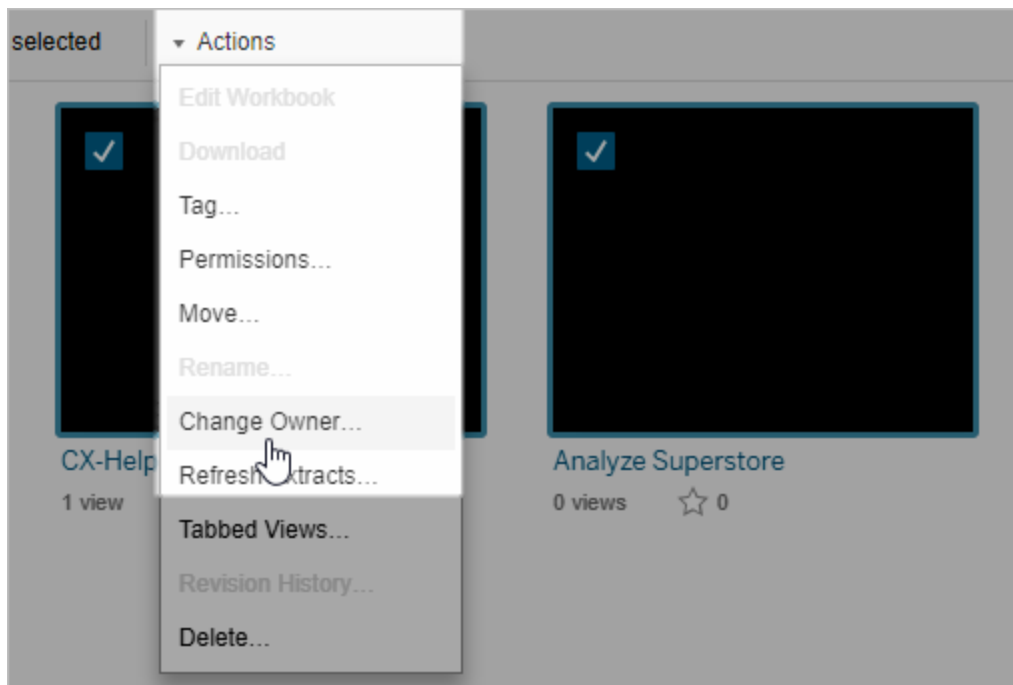 selected
Actions
Edit Workbook
Download
Tag...
Permissions...
Move...
Rename...
Change Owner...
Refresh
Tabbed Views...
Revision History...
Delete...
CX-Help
1 view
Analyze Superstore
0 views 0